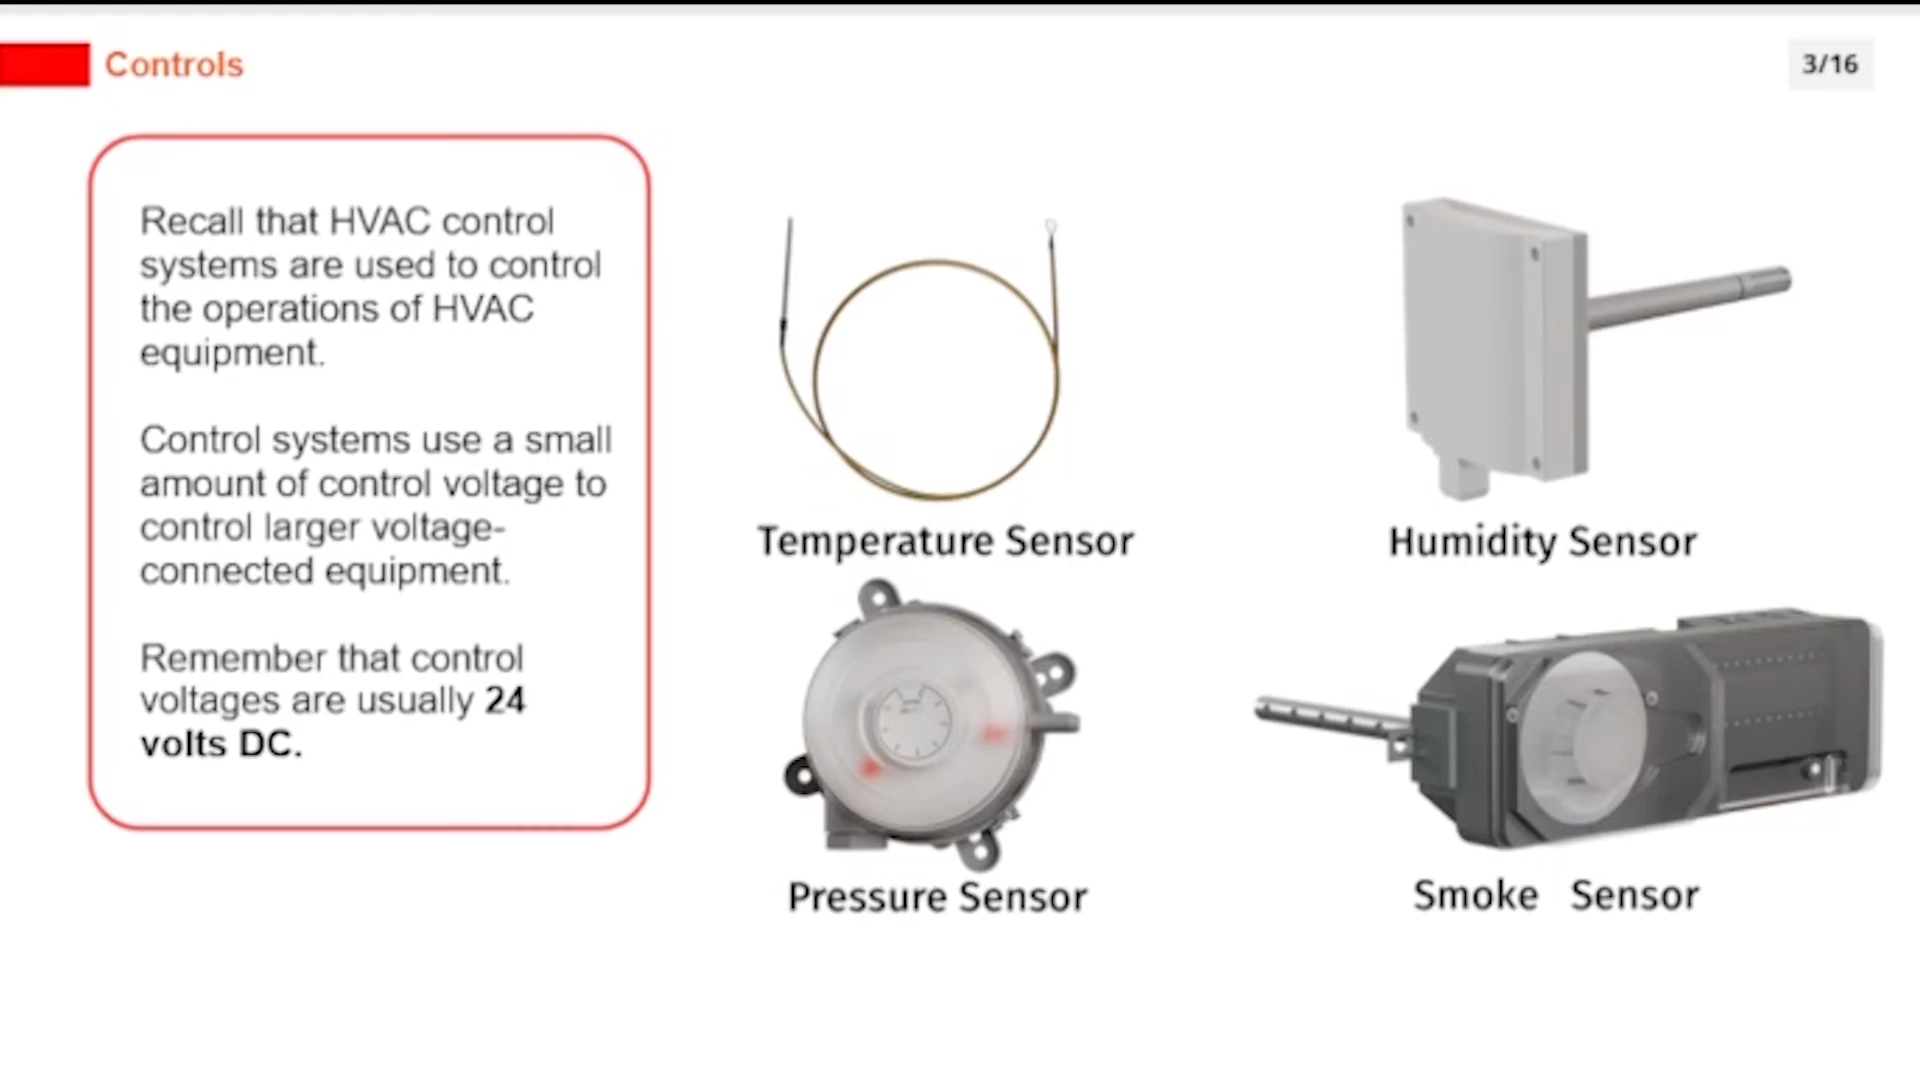 Controls
3/16
Recall that HVAC control
systems are used to control
the operations of HVAC
equipment.
Control systems use a small
amount of control voltage to
control larger voltage-
connected equipment.
Remember that control
voltages are usually 24
volts DC.
Temperature Sensor
Humidity Sensor
Pressure Sensor
Smoke Sensor